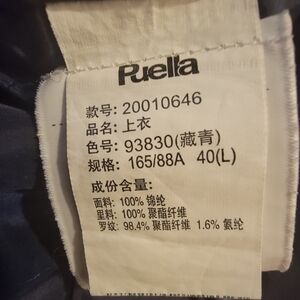 Puella
款号: 20010646
品名: 上衣
色号: 93830(藏青)
规格: 165/88A 40(L)
成份含量:
面料: 100% 锦纶
里料: 100% 聚酯纤维
罗纹: 98.4% 聚酯纤维 1.6% 氨纶